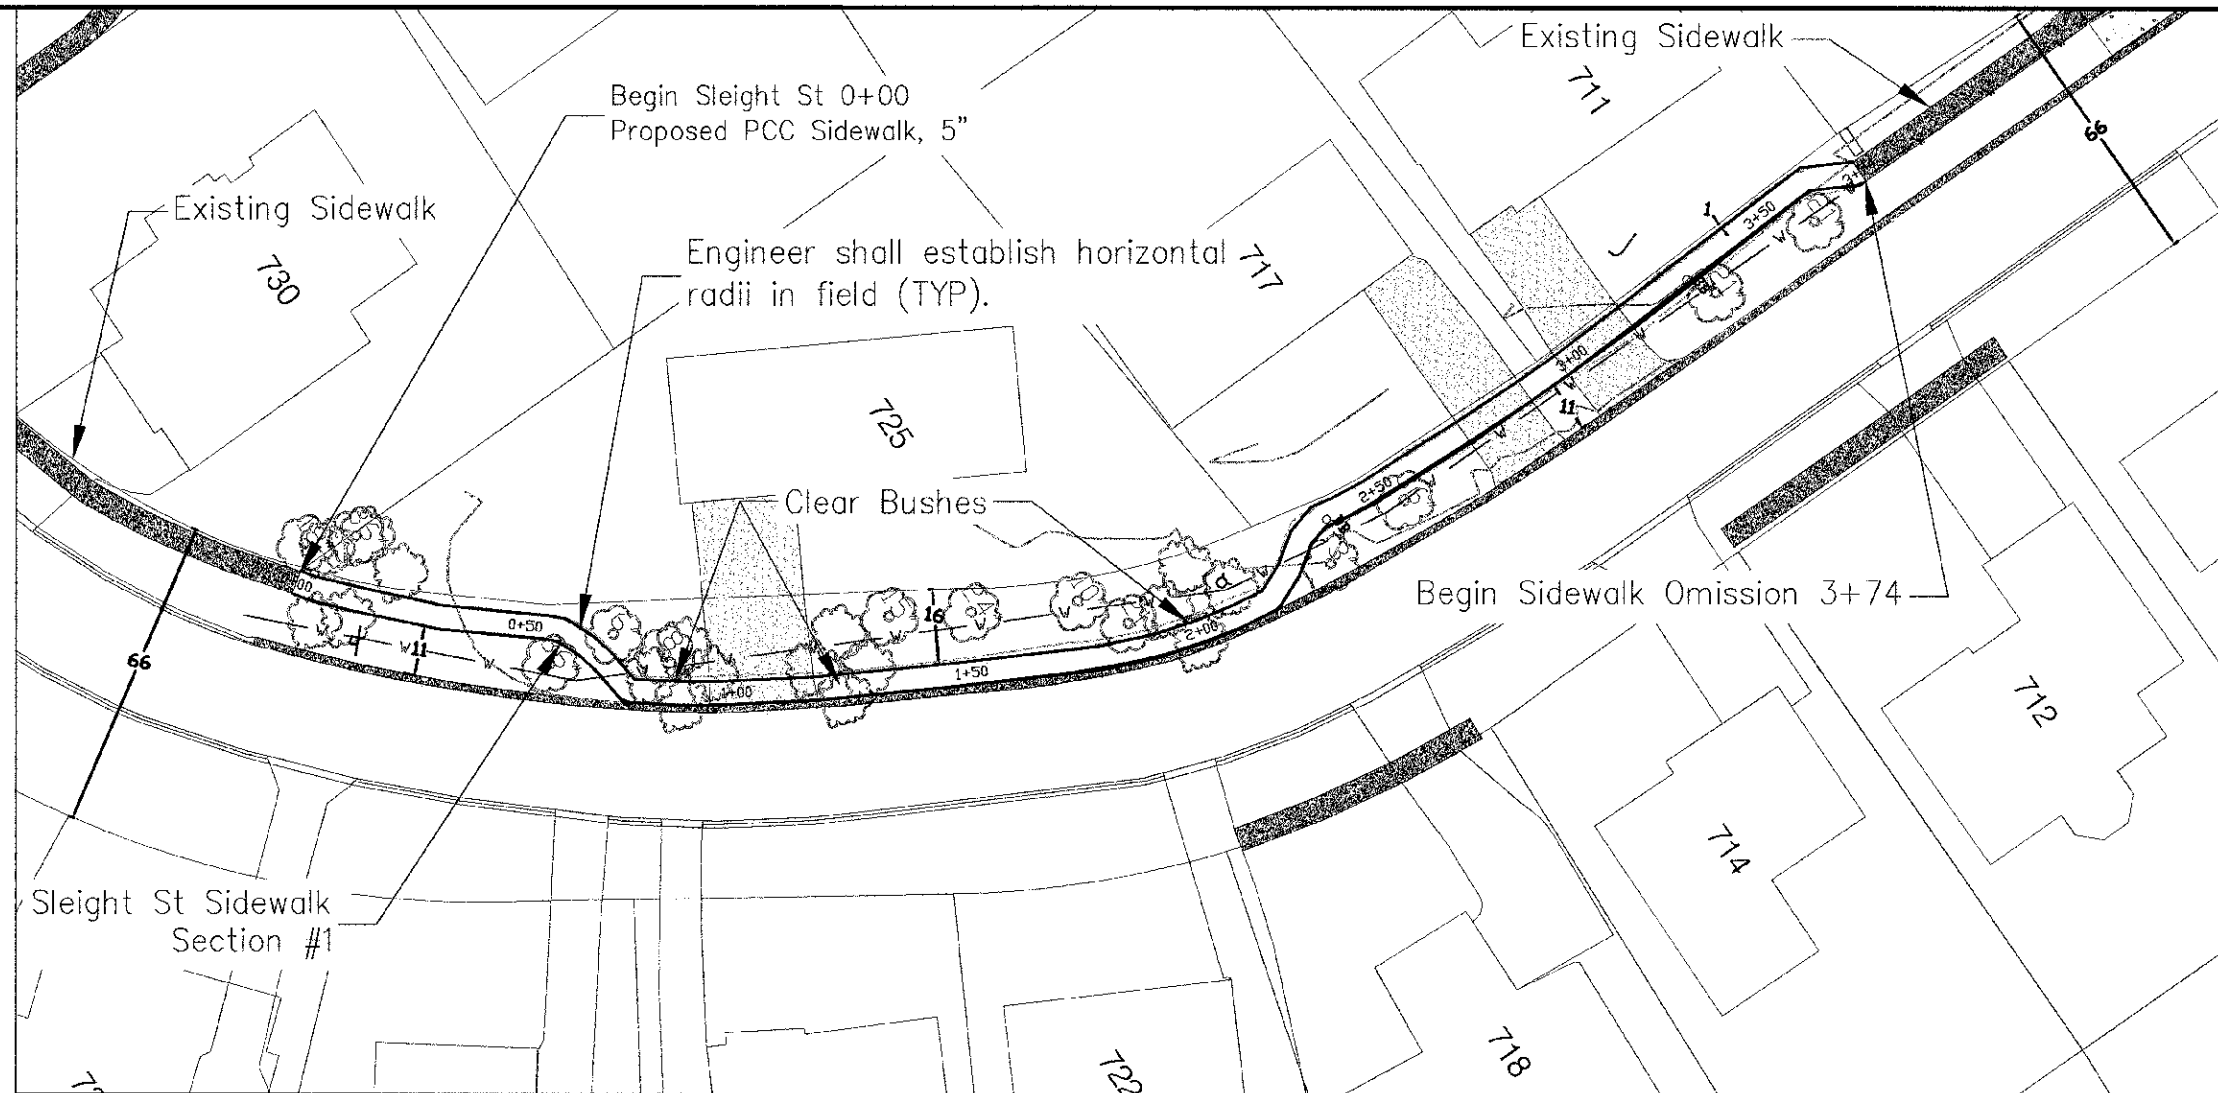 Existing Sidewalk
711
Begin Sleight St 0+00
Proposed PCC Sidewalk, 5"
66
Existing Sidewalk
1
3+50
Engineer shall establish horizontal
radii in field (TYP).
717
730
3+00
11
725
2+50
Clear Bushes
Begin Sidewalk Omission 3+74
16
0+50
2+00
11
66
1+50
1+00
712
714
Sleight St Sidewalk
Section #1
718
722